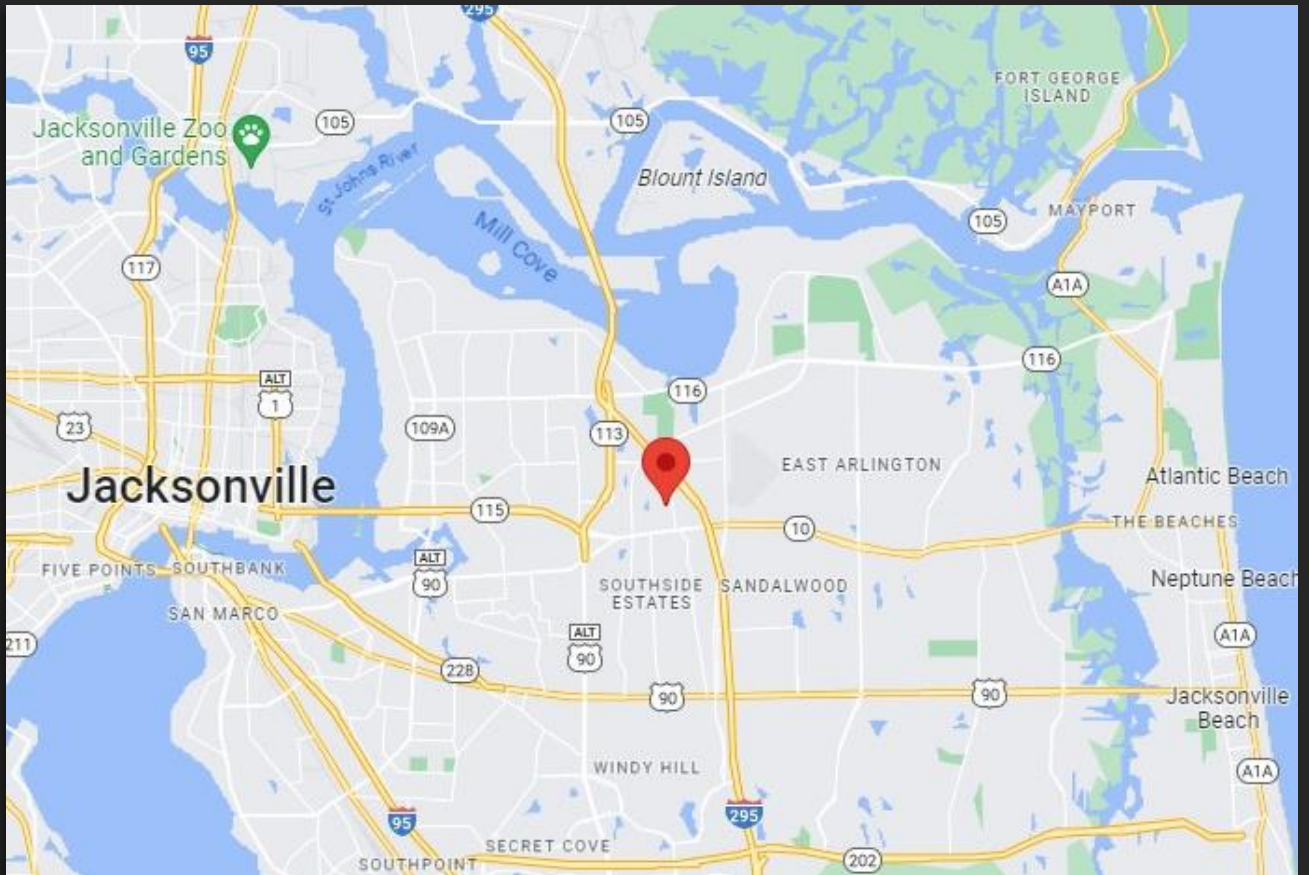 295
95
FORT GEORGE
ISLAND
105
105
Jacksonville Zoo
and Gardens
St Johns River
Blount Island
105
MAYPORT
Mill Cove
117
A1A
116
ALT
1
116
23
109A
113
Jacksonville
EAST ARLINGTON
Atlantic Beach
115
10
THE BEACHES
FIVE POINTS
SOUTHBANK
ALT
90
SOUTHSIDE
ESTATES
SANDALWOOD
Neptune Beach
SAN MARCO
211
ALT
90
A1A
228
90
90
Jacksonville
Beach
WINDY HILL
A1A
95
295
SECRET COVE
SOUTHPOINT
202